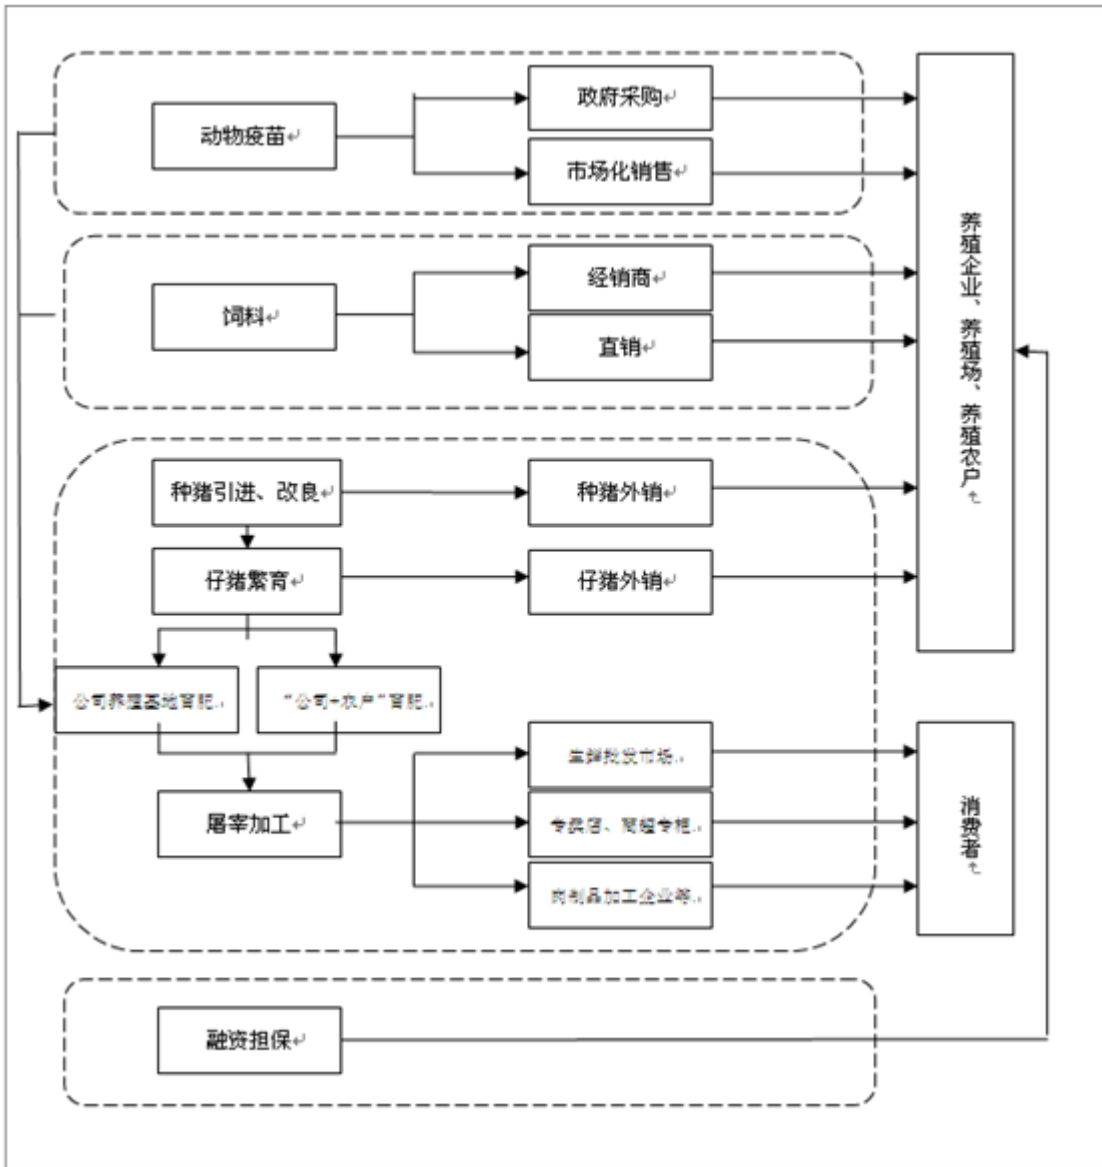 动物疫苗
政府采购
市场化销售
饲料
经销商
直销
养殖企业、养殖场、养殖农户
种猪引进、改良
种猪外销
仔猪繁育
仔猪外销
公司养殖基地育肥
“公司+农户”育肥
屠宰加工
生鲜批发市场
专卖店、商超专柜
肉制品加工企业等
消费者
融资担保